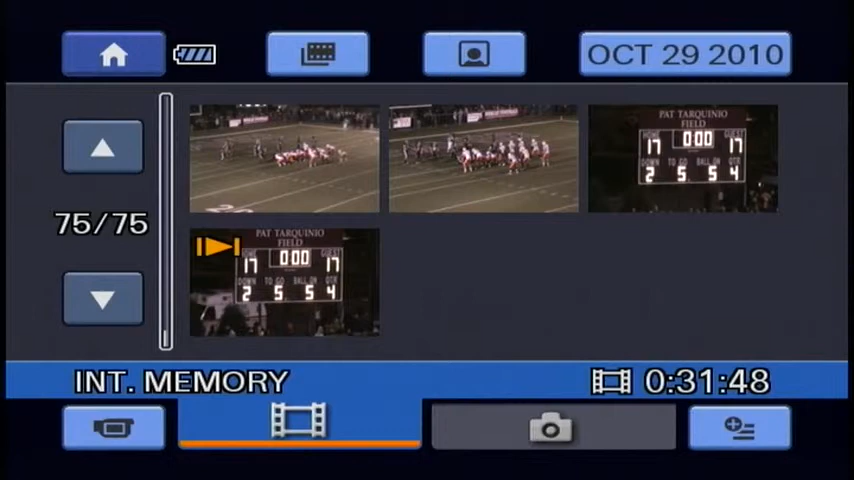 OCT 29 2010
75/75
PAT TARQUINIO
FIELD
HOME
GUEST
17
0:00
17
DOWN
TO GO
BALL ON
QTR
2
5
5
4
PAT TARQUINIO
FIELD
HOME
GUEST
17
0:00
17
DOWN
TO GO
BALL ON
QTR
2
5
5
4
INT. MEMORY
0:31:48